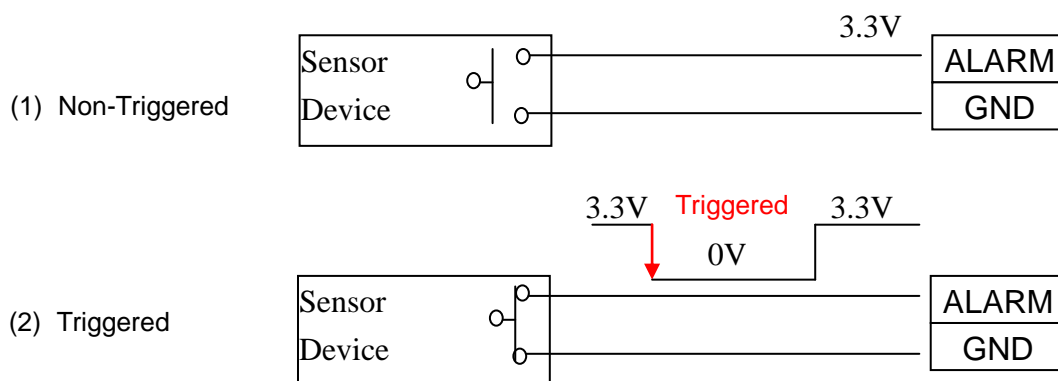 3.3V
Sensor
Device
ALARM
GND
(1) Non-Triggered
3.3V Triggered 3.3V
0V
Sensor
Device
ALARM
GND
(2) Triggered